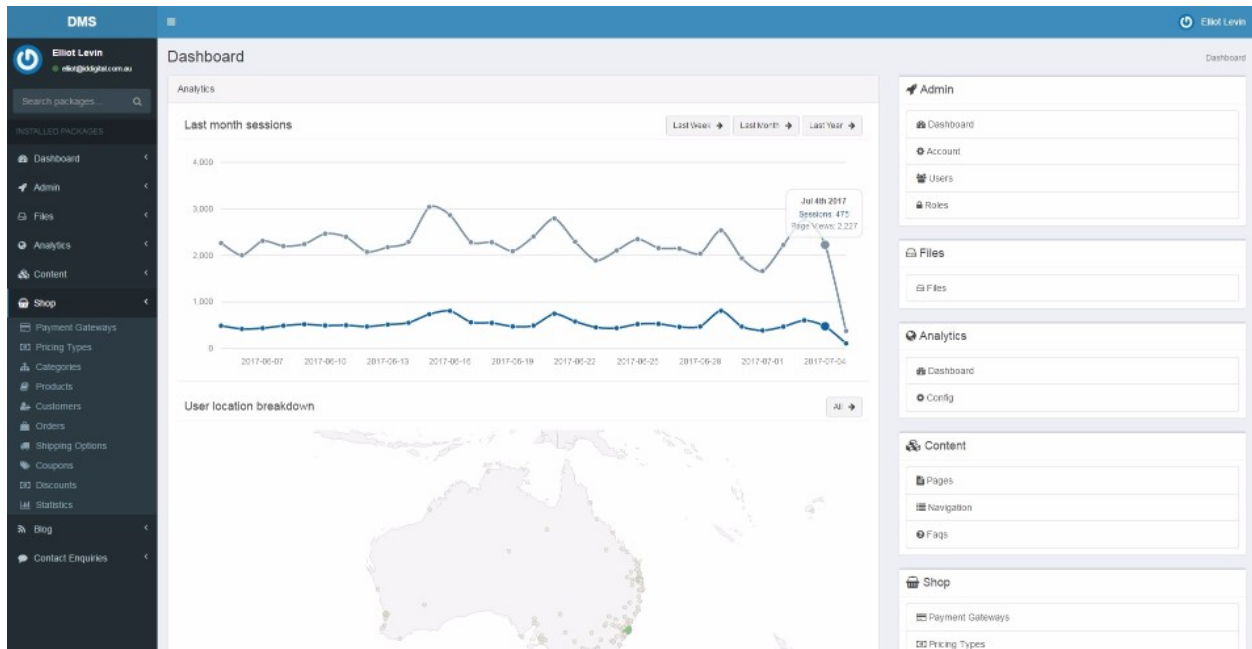 DMS
Elliot Levin
Elliot Levin
elliot@iddigital.com.au
Search packages...
INSTALLED PACKAGES
Dashboard
Admin
Files
Analytics
Content
Shop
Payment Gateways
Pricing Types
Categories
Products
Customers
Orders
Shipping Options
Coupons
Discounts
Statistics
Blog
Contact Enquiries
Dashboard
Dashboard
Analytics
Last month sessions
Last Week
Last Month
Last Year
4,000
3,000
2,000
1,000
0
Jul 4th 2017
Sessions: 475
Page Views: 2,227
2017-06-07 2017-06-10 2017-06-13 2017-06-16 2017-06-19 2017-06-22 2017-06-25 2017-06-28 2017-07-01 2017-07-04
User location breakdown
All
Admin
Dashboard
Account
Users
Roles
Files
Files
Analytics
Dashboard
Config
Content
Pages
Navigation
Faqs
Shop
Payment Gateways
Pricing Types